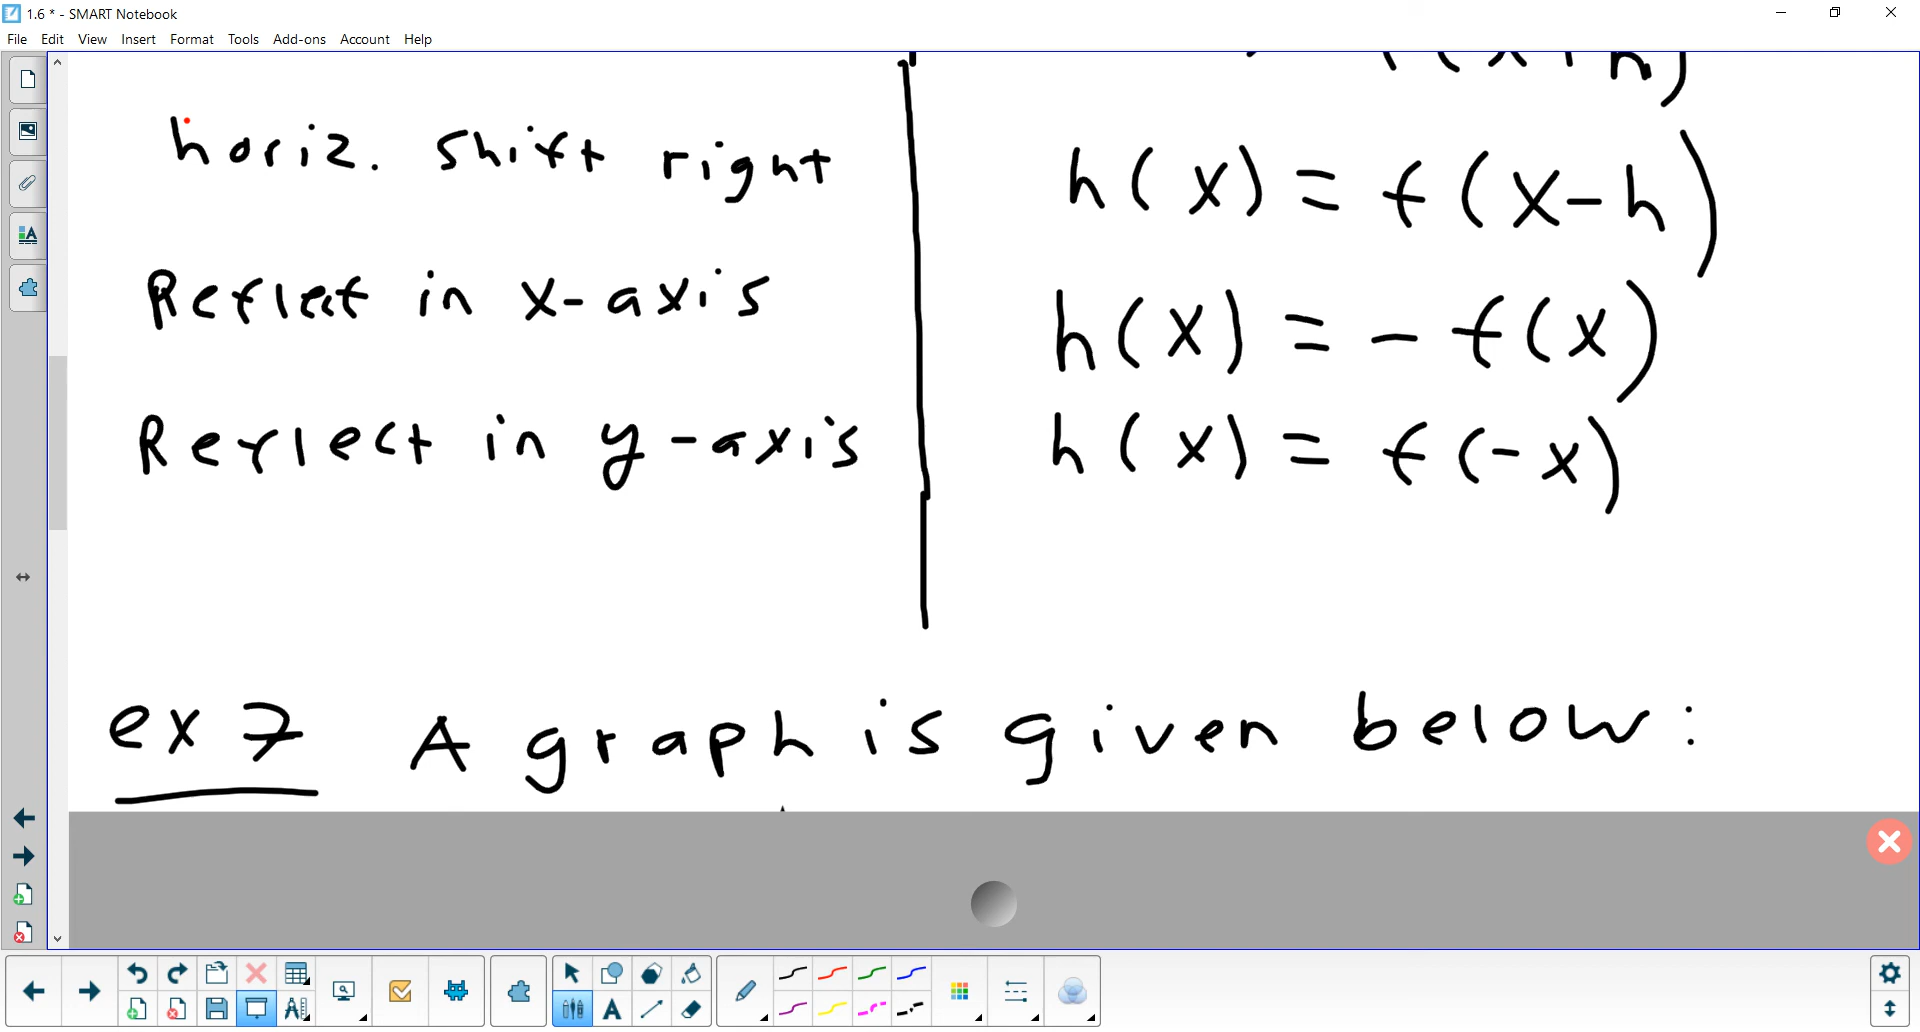 1.6 * - SMART Notebook
File Edit View Insert Format Tools Add-ons Account Help
horiz. shift right
h(x) = f(x-h)
Reflect in x-axis
h(x) = -f(x)
Reflect in y-axis
h(x) = f(-x)
ex 7 A graph is given below: